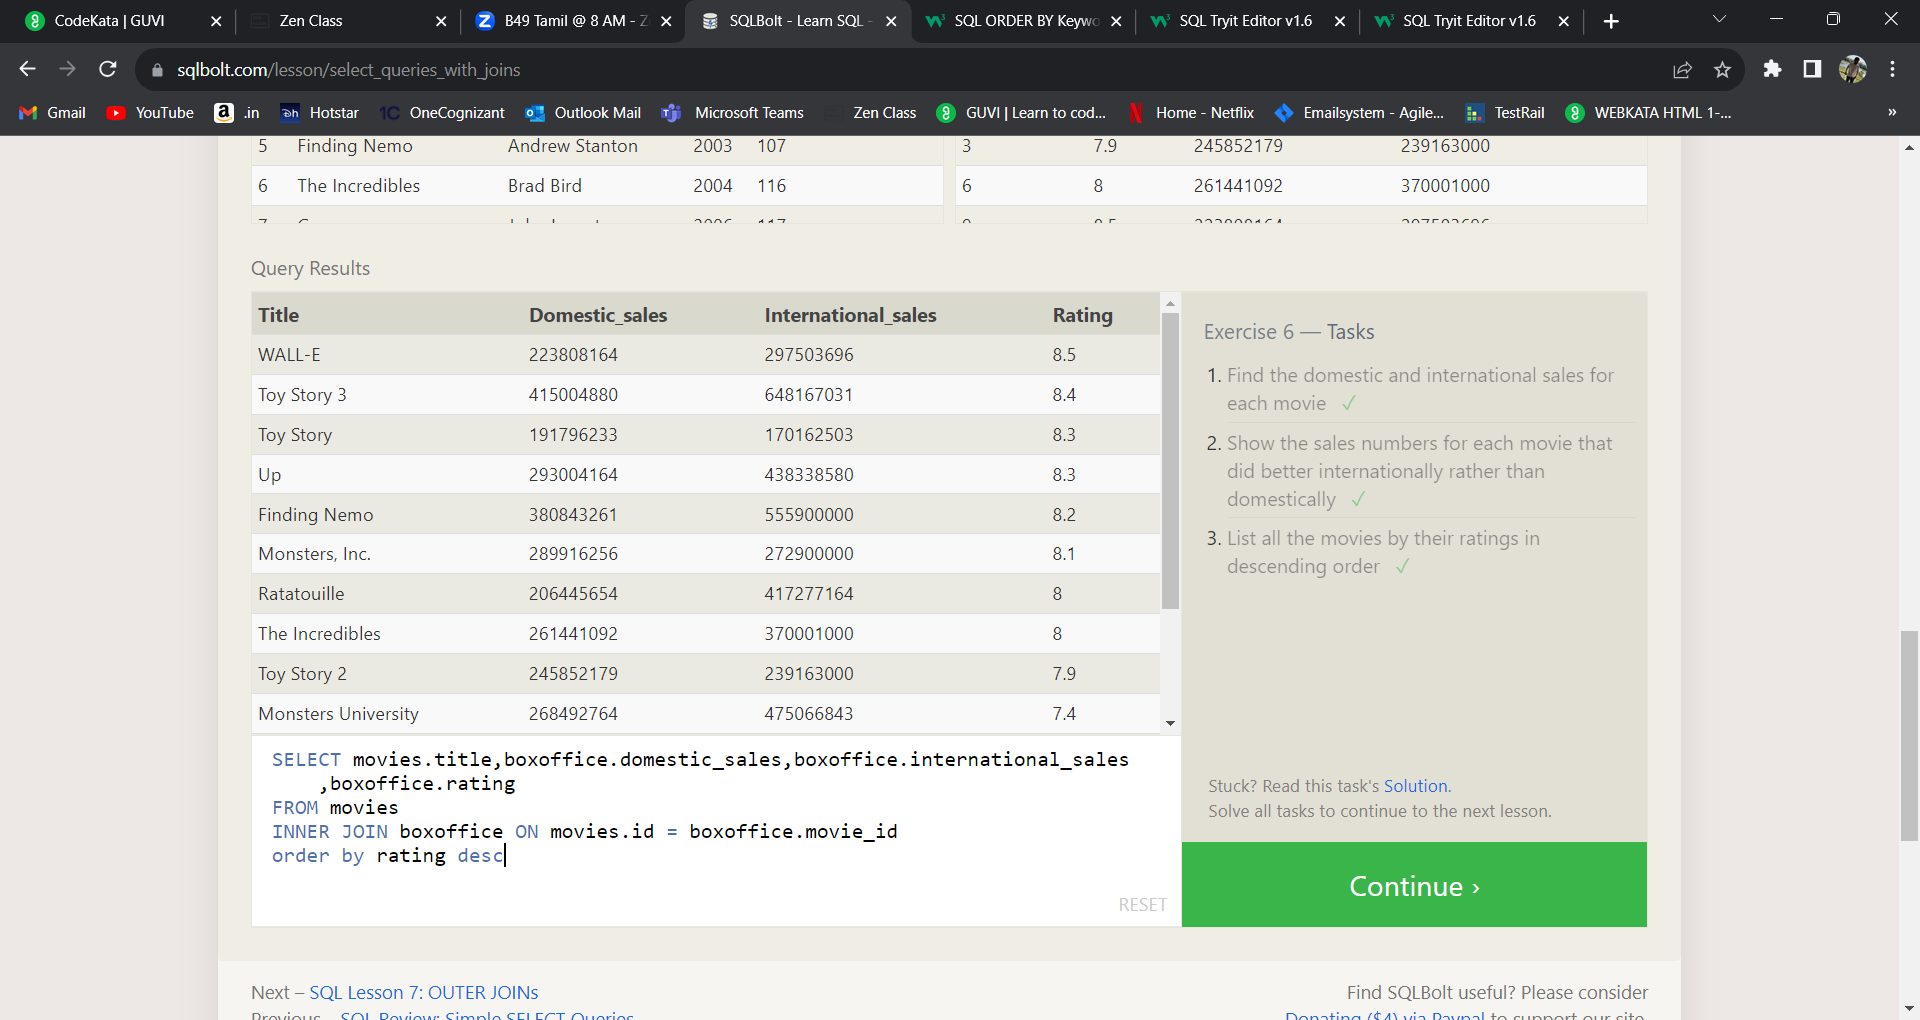 CodeKata | GUVI
Zen Class
B49 Tamil @ 8 AM - Z
SQLBolt - Learn SQL -
SQL ORDER BY Keywo
SQL Tryit Editor v1.6
SQL Tryit Editor v1.6
sqlbolt.com/lesson/select_queries_with_joins
Gmail YouTube .in Hotstar OneCognizant Outlook Mail Microsoft Teams Zen Class GUVI | Learn to cod... Home - Netflix Emailsystem - Agile... TestRail WEBKATA HTML 1-... »
5 Finding Nemo Andrew Stanton 2003 107 3 7.9 245852179 239163000
6 The Incredibles Brad Bird 2004 116 6 8 261441092 370001000
Query Results
Title Domestic_sales International_sales Rating
WALL-E 223808164 297503696 8.5
Toy Story 3 415004880 648167031 8.4
Toy Story 191796233 170162503 8.3
Up 293004164 438338580 8.3
Finding Nemo 380843261 555900000 8.2
Monsters, Inc. 289916256 272900000 8.1
Ratatouille 206445654 417277164 8
The Incredibles 261441092 370001000 8
Toy Story 2 245852179 239163000 7.9
Monsters University 268492764 475066843 7.4
SELECT movies.title,boxoffice.domestic_sales,boxoffice.international_sales
,boxoffice.rating
FROM movies
INNER JOIN boxoffice ON movies.id = boxoffice.movie_id
order by rating desc
RESET
Exercise 6 — Tasks
1. Find the domestic and international sales for
each movie ✓
2. Show the sales numbers for each movie that
did better internationally rather than
domestically ✓
3. List all the movies by their ratings in
descending order ✓
Stuck? Read this task's Solution.
Solve all tasks to continue to the next lesson.
Continue ›
Next – SQL Lesson 7: OUTER JOINs
Previous – SQL Review: Simple SELECT Queries
Find SQLBolt useful? Please consider
Donating ($4) via Paypal to support our site.